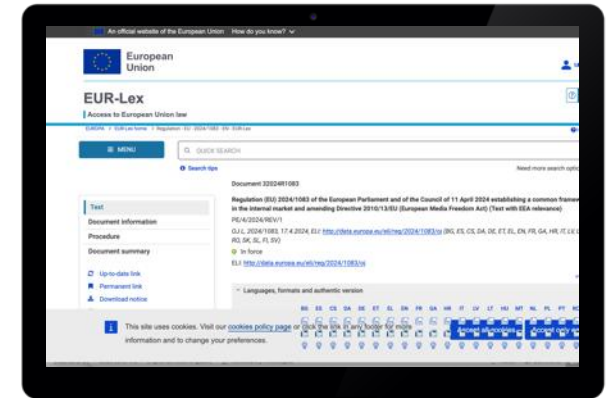 An official website of the European Union How do you know?
European
Union
EUR-Lex
Access to European Union law
EUROPA > EUR-Lex home > Regulation - EU - 2024/1083 - EN - EUR-Lex
MENU
QUICK SEARCH
Search tips
Need more search
Document 32024R1083
Text
Document information
Procedure
Document summary
Up-to-date link
Permanent link
Download notice
Regulation (EU) 2024/1083 of the European Parliament and of the Council of 11 April 2024 establishing a common
in the internal market and amending Directive 2010/13/EU (European Media Freedom Act) (Text with EEA relevance)
PE/4/2024/REV/1
OJ L, 2024/1083, 17.4.2024, ELI: http://data.europa.eu/eli/reg/2024/1083/oj (BG, ES, CS, DA, DE, ET, EL, EN, FR, GA, HR, IT, LV,
RO, SK, SL, FI, SV)
In force
ELI: http://data.europa.eu/eli/reg/2024/1083/oj
Languages, formats and authentic version
BG ES CS DA DE ET EL EN FR GA HR IT LV LT HU MT NL PL PT
This site uses cookies. Visit our cookies policy page or click the link in any footer for more
information and to change your preferences.
Accept all cookies
Accept only